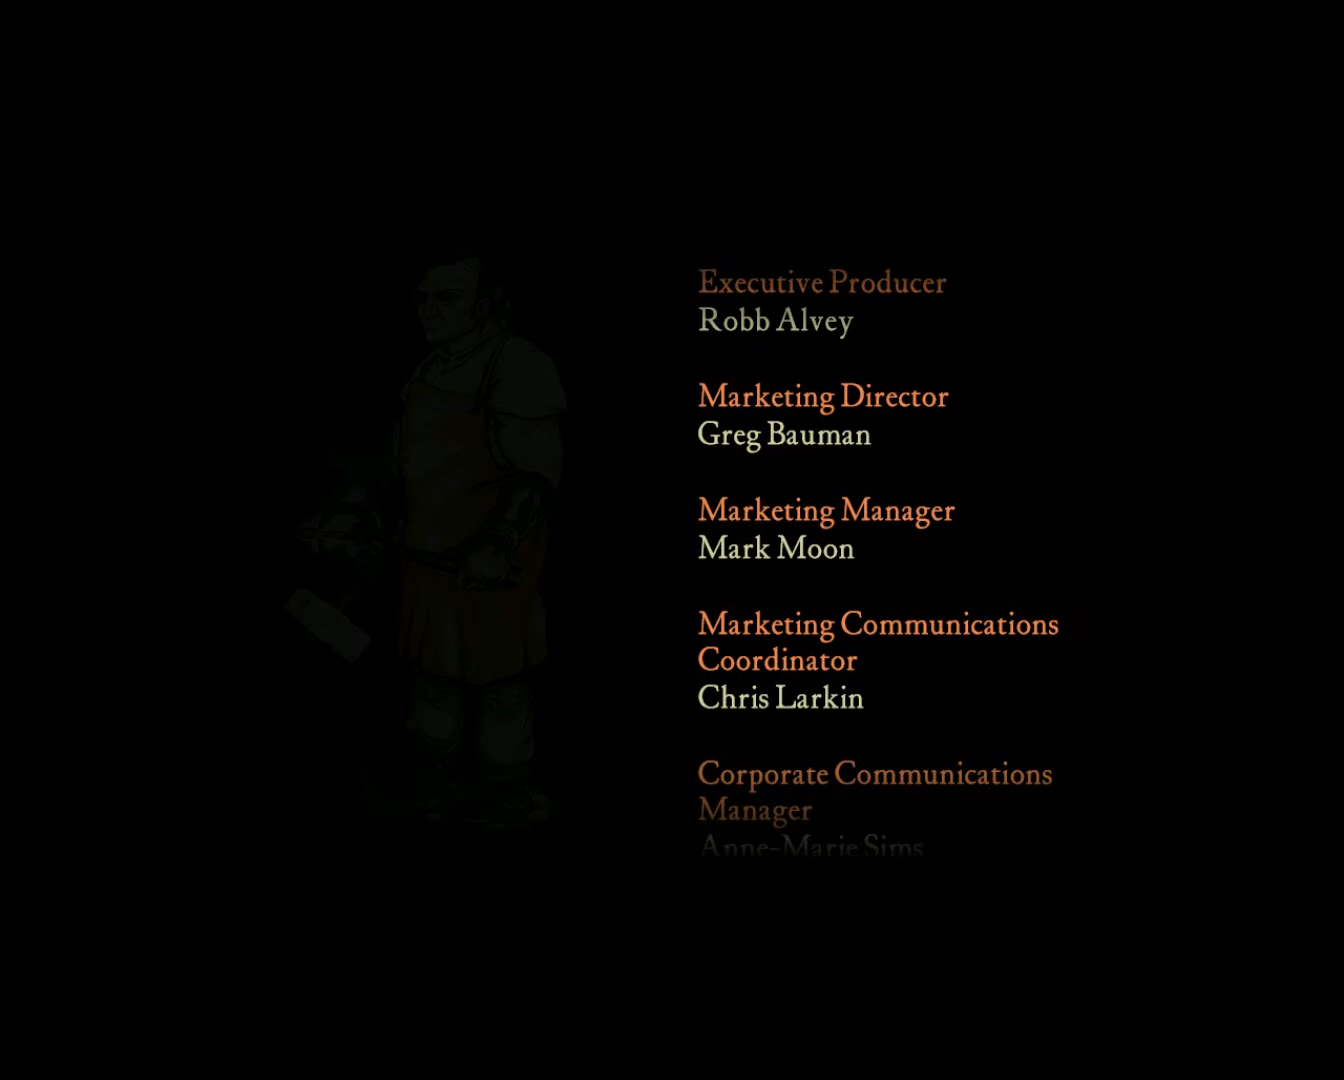 Executive Producer
Robb Alvey
Marketing Director
Greg Bauman
Marketing Manager
Mark Moon
Marketing Communications
Coordinator
Chris Larkin
Corporate Communications
Manager
Anne-Marie Sims